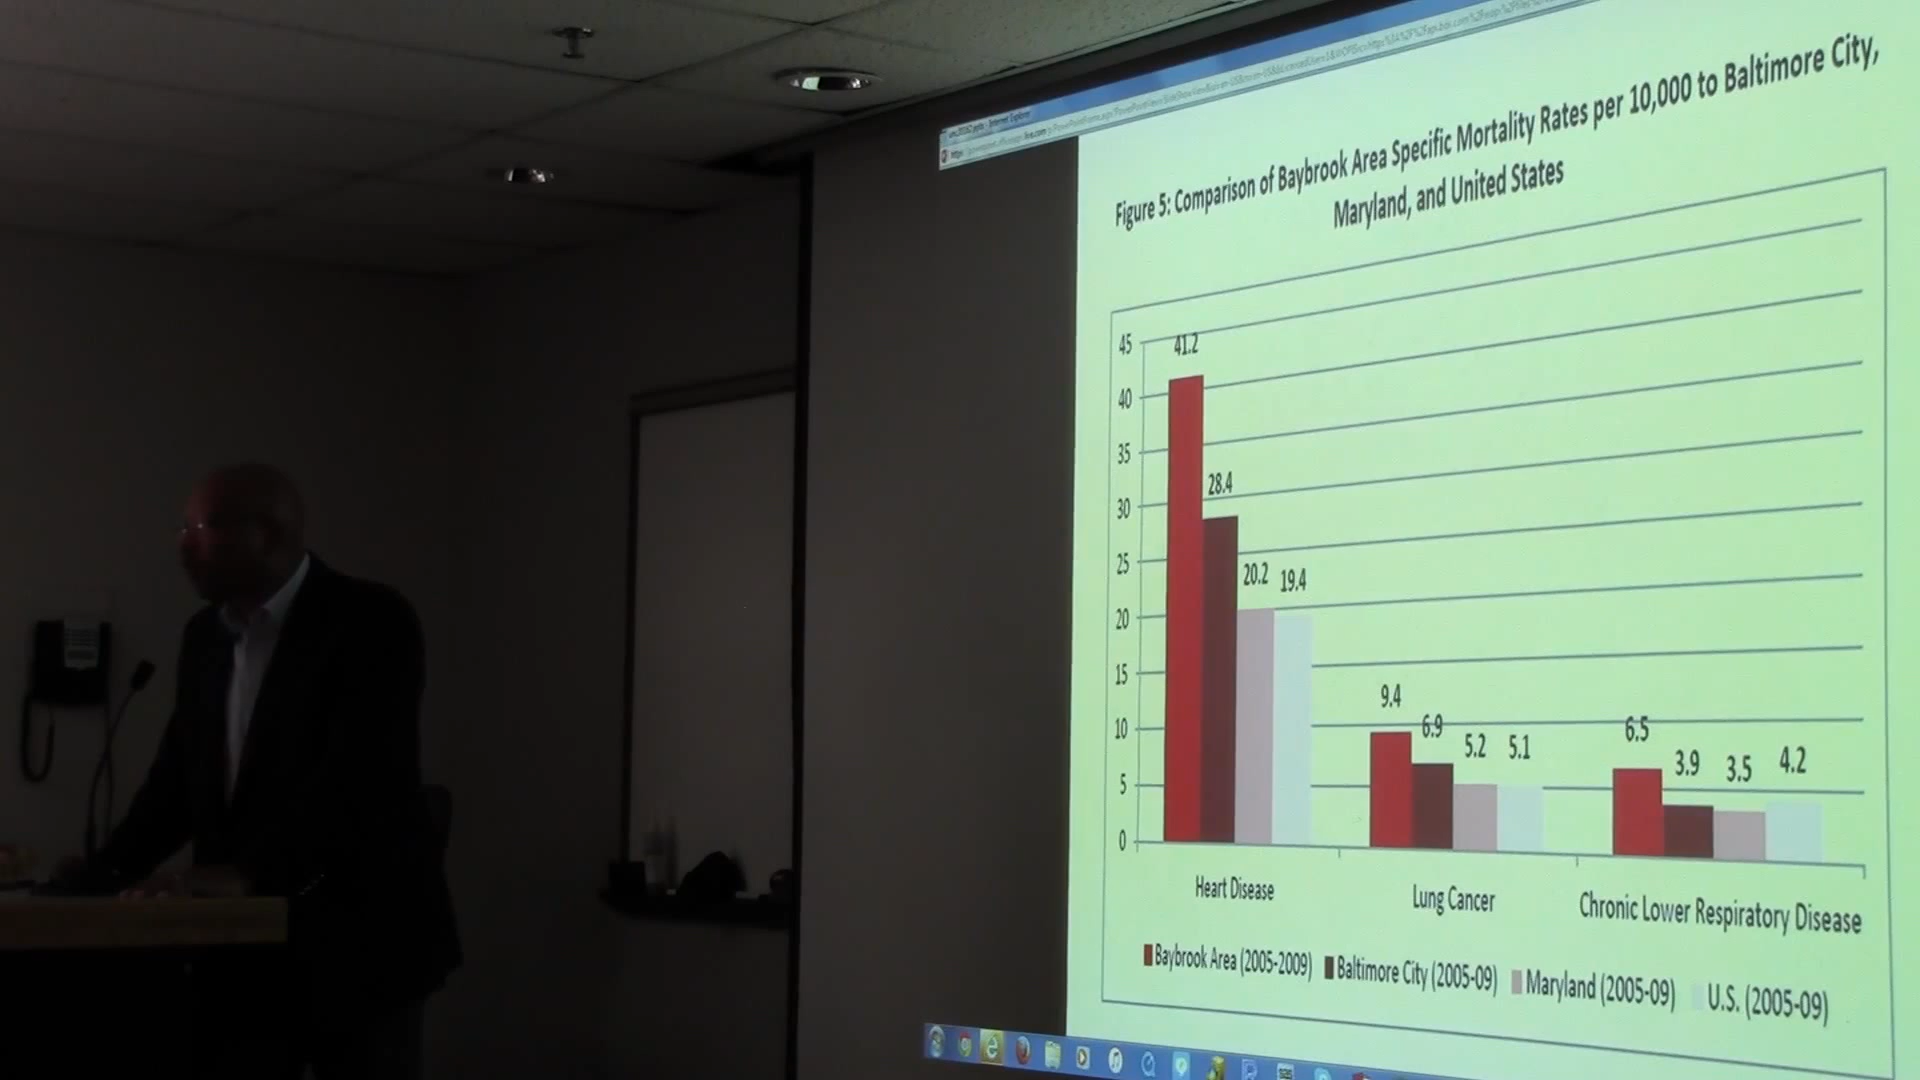 Internet Explorer
Figure 5: Comparison of Baybrook Area Specific Mortality Rates per 10,000 to Baltimore City,
Maryland, and United States
45
40
35
30
25
20
15
10
5
0
41.2
28.4
20.2
19.4
9.4
6.9
5.2
5.1
6.5
3.9
3.5
4.2
Heart Disease
Lung Cancer
Chronic Lower Respiratory Disease
Baybrook Area (2005-2009)
Baltimore City (2005-09)
Maryland (2005-09)
U.S. (2005-09)